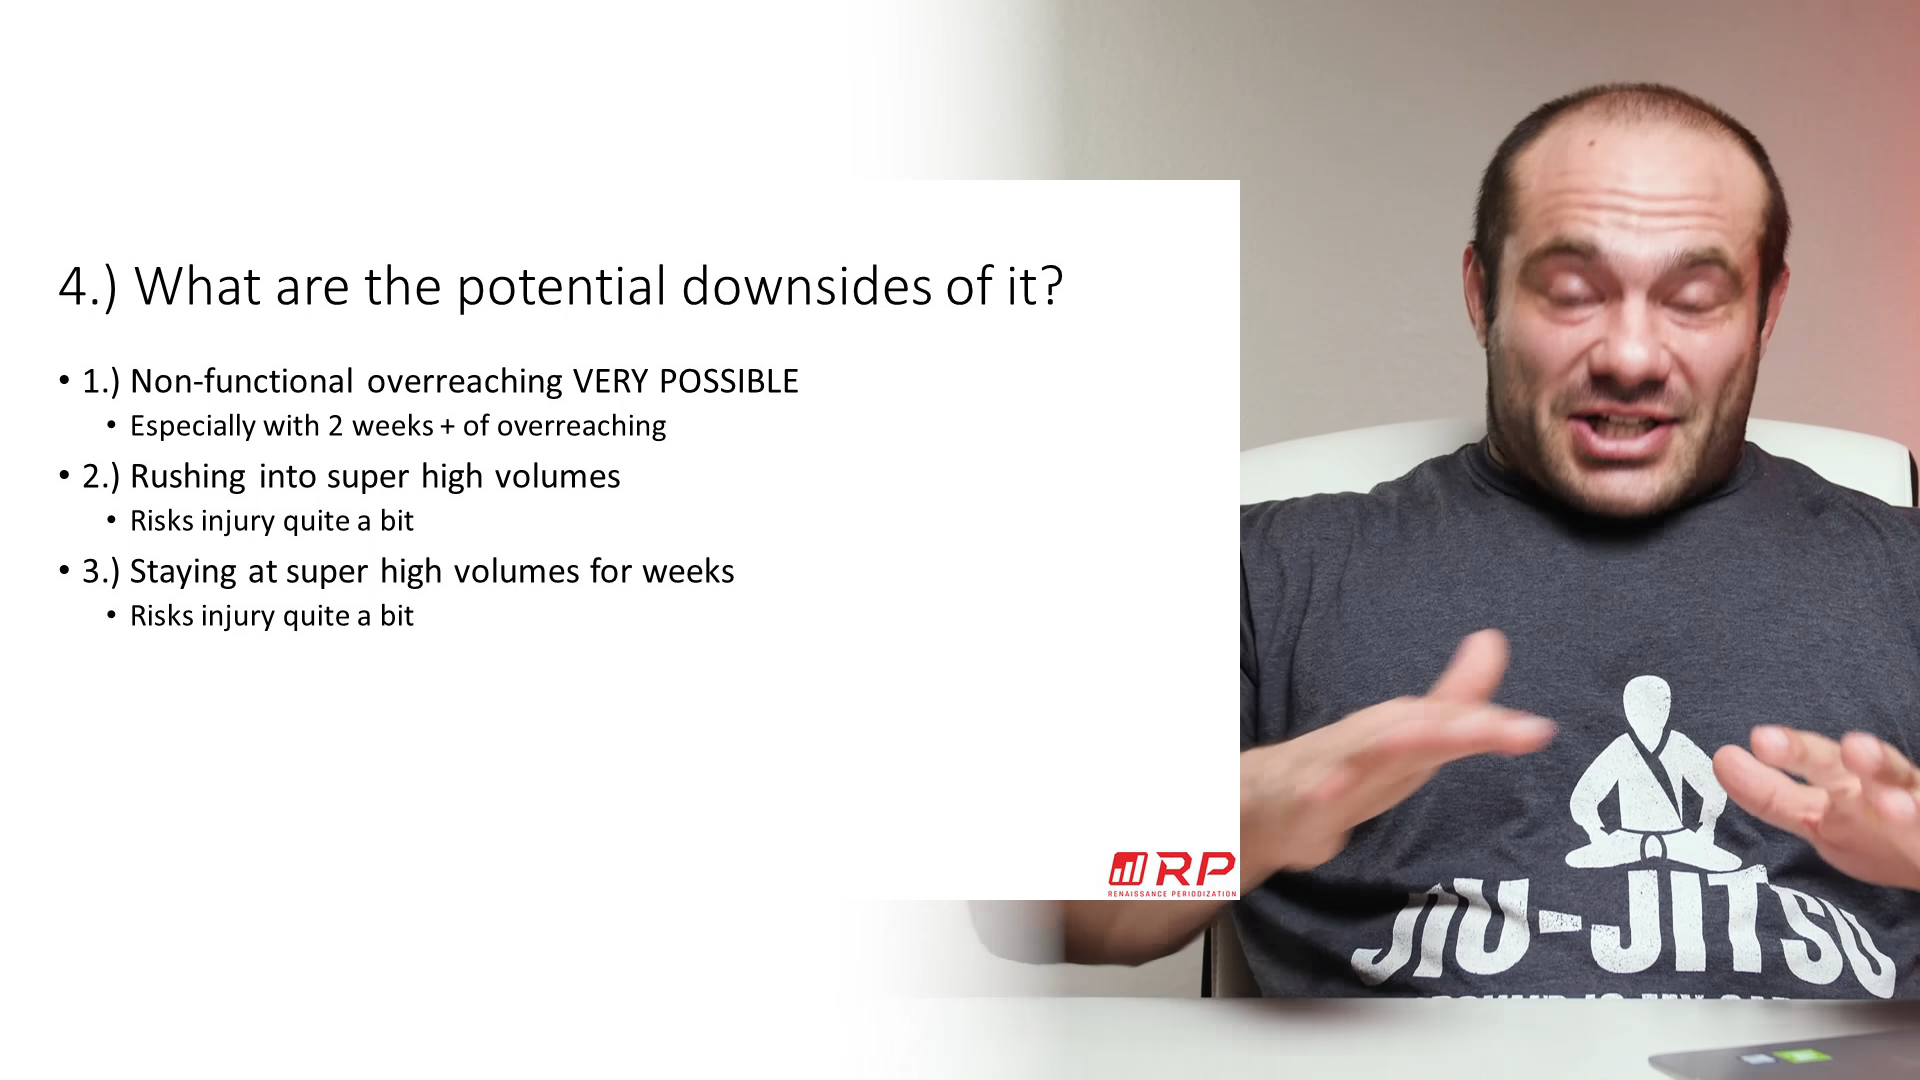 4.) What are the potential downsides of it?
• 1.) Non-functional overreaching VERY POSSIBLE
• Especially with 2 weeks + of overreaching
• 2.) Rushing into super high volumes
• Risks injury quite a bit
• 3.) Staying at super high volumes for weeks
• Risks injury quite a bit
RP
RENAISSANCE PERIODIZATION
JIU-JITSU